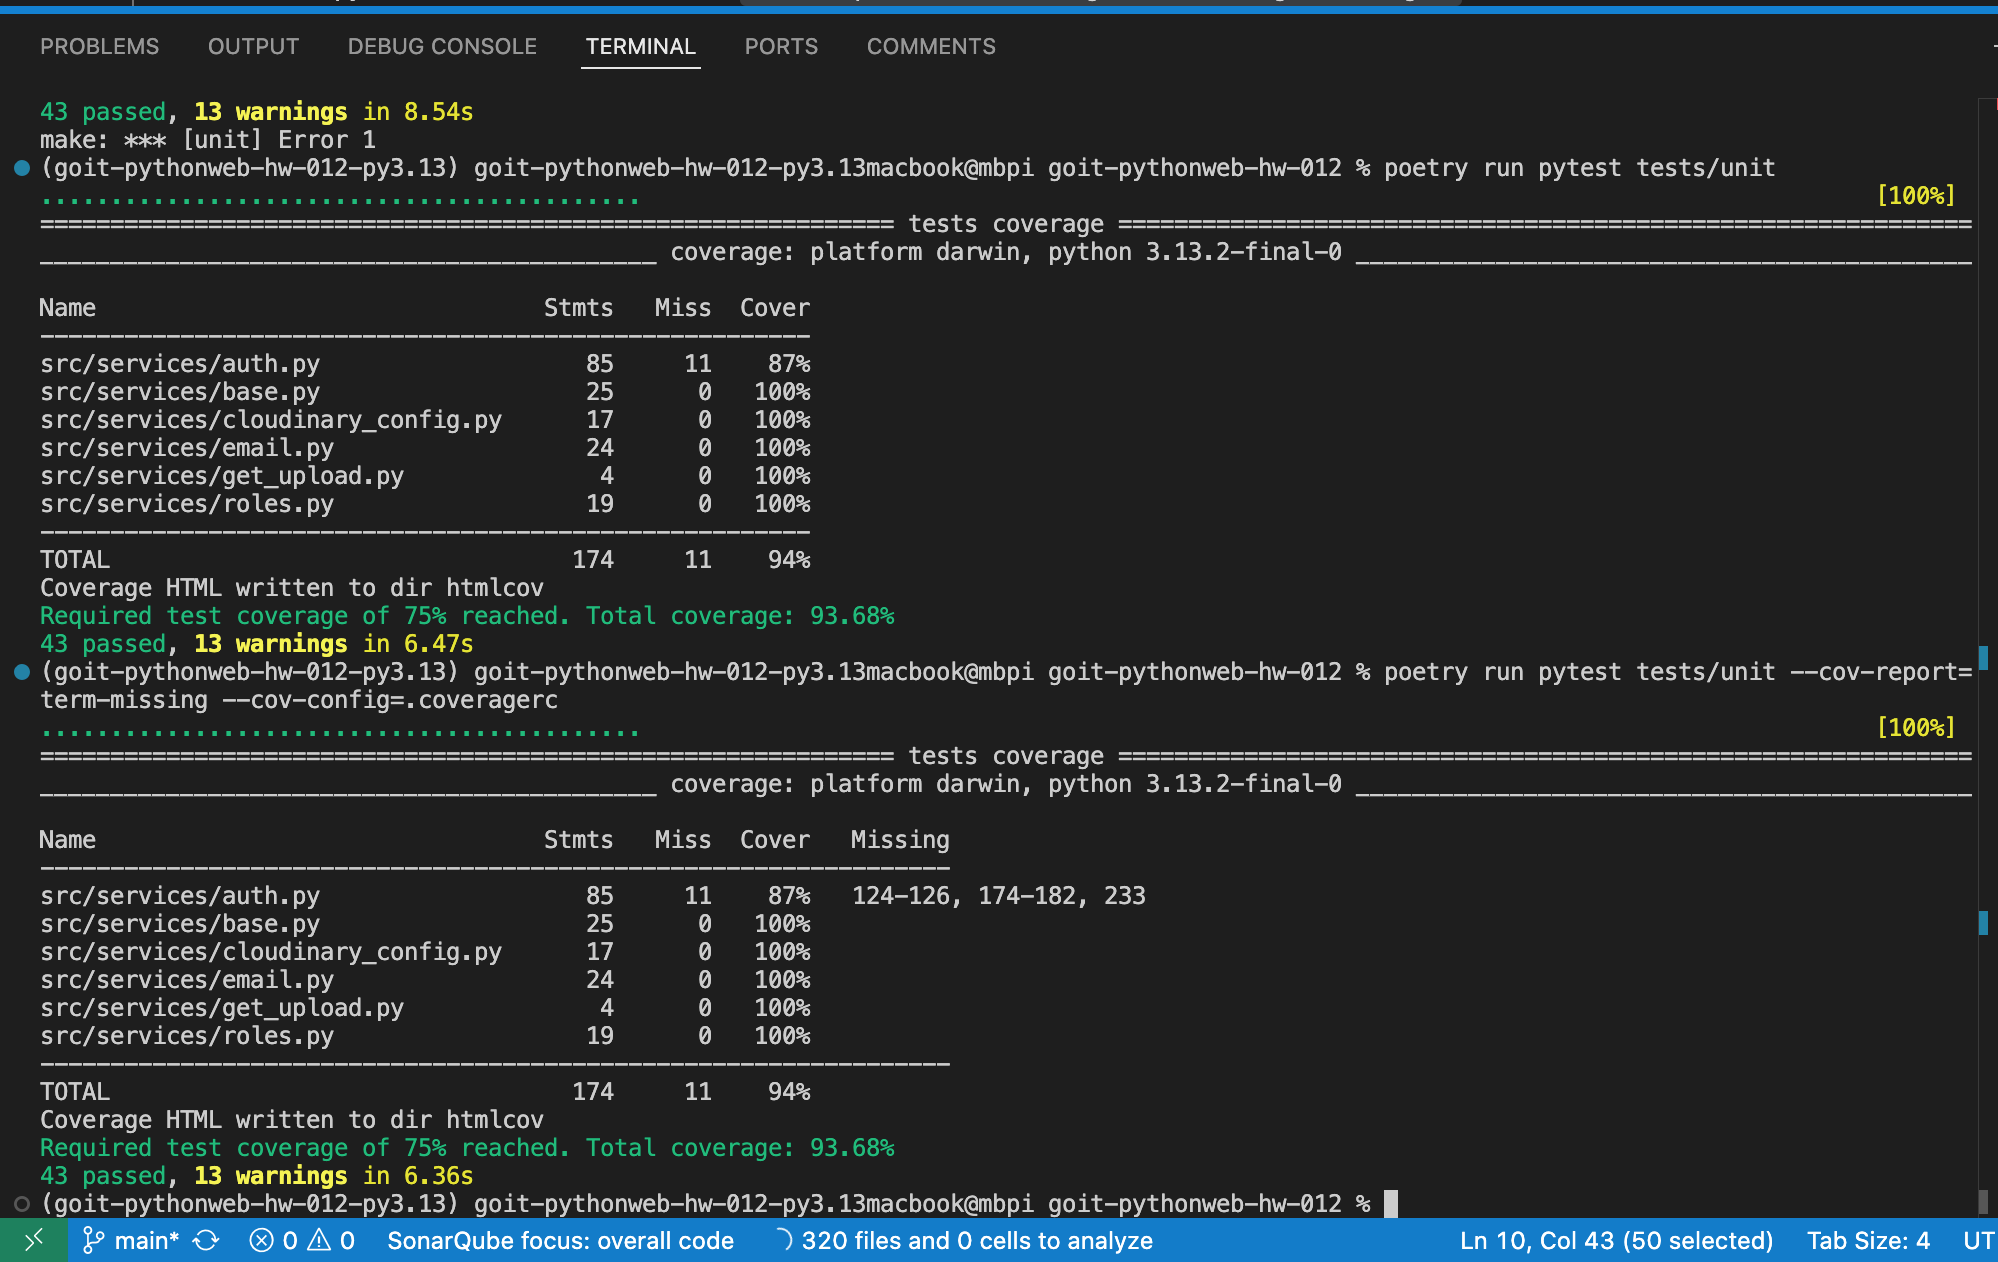 PROBLEMS OUTPUT DEBUG CONSOLE TERMINAL PORTS COMMENTS
43 passed, 13 warnings in 8.54s
make: *** [unit] Error 1
(goit-pythonweb-hw-012-py3.13) goit-pythonweb-hw-012-py3.13macbook@mbpi goit-pythonweb-hw-012 % poetry run pytest tests/unit
........................................... [100%]
============================================================= tests coverage =============================================================
____________________________________________ coverage: platform darwin, python 3.13.2-final-0 ____________________________________________
Name Stmts Miss Cover
-------------------------------------------------------
src/services/auth.py 85 11 87%
src/services/base.py 25 0 100%
src/services/cloudinary_config.py 17 0 100%
src/services/email.py 24 0 100%
src/services/get_upload.py 4 0 100%
src/services/roles.py 19 0 100%
-------------------------------------------------------
TOTAL 174 11 94%
Coverage HTML written to dir htmlcov
Required test coverage of 75% reached. Total coverage: 93.68%
43 passed, 13 warnings in 6.47s
(goit-pythonweb-hw-012-py3.13) goit-pythonweb-hw-012-py3.13macbook@mbpi goit-pythonweb-hw-012 % poetry run pytest tests/unit --cov-report=
term-missing --cov-config=.coveragerc
........................................... [100%]
============================================================= tests coverage =============================================================
____________________________________________ coverage: platform darwin, python 3.13.2-final-0 ____________________________________________
Name Stmts Miss Cover Missing
-----------------------------------------------------------------
src/services/auth.py 85 11 87% 124-126, 174-182, 233
src/services/base.py 25 0 100%
src/services/cloudinary_config.py 17 0 100%
src/services/email.py 24 0 100%
src/services/get_upload.py 4 0 100%
src/services/roles.py 19 0 100%
-----------------------------------------------------------------
TOTAL 174 11 94%
Coverage HTML written to dir htmlcov
Required test coverage of 75% reached. Total coverage: 93.68%
43 passed, 13 warnings in 6.36s
(goit-pythonweb-hw-012-py3.13) goit-pythonweb-hw-012-py3.13macbook@mbpi goit-pythonweb-hw-012 %
main* 0 0 SonarQube focus: overall code 320 files and 0 cells to analyze Ln 10, Col 43 (50 selected) Tab Size: 4 UT